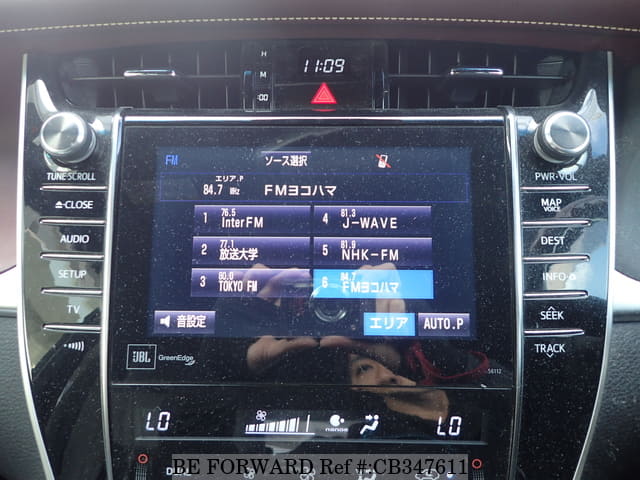 H
M
:00
11:09
TUNE·SCROLL
PWR·VOL
FM
ソース選択
エリア.P
84.7 MHz FMヨコハマ
1 76.5 InterFM
4 81.3 J-WAVE
2 77.1 放送大学
5 81.9 NHK-FM
3 80.0 TOKYO FM
6 84.7 FMヨコハマ
音設定
エリア
AUTO.P
CLOSE
AUDIO
SETUP
TV
MAP
VOICE
DEST
INFO
SEEK
TRACK
JBL
GreenEdge
56112
LO
nanoe
LO
BE FORWARD Ref #:CB347611